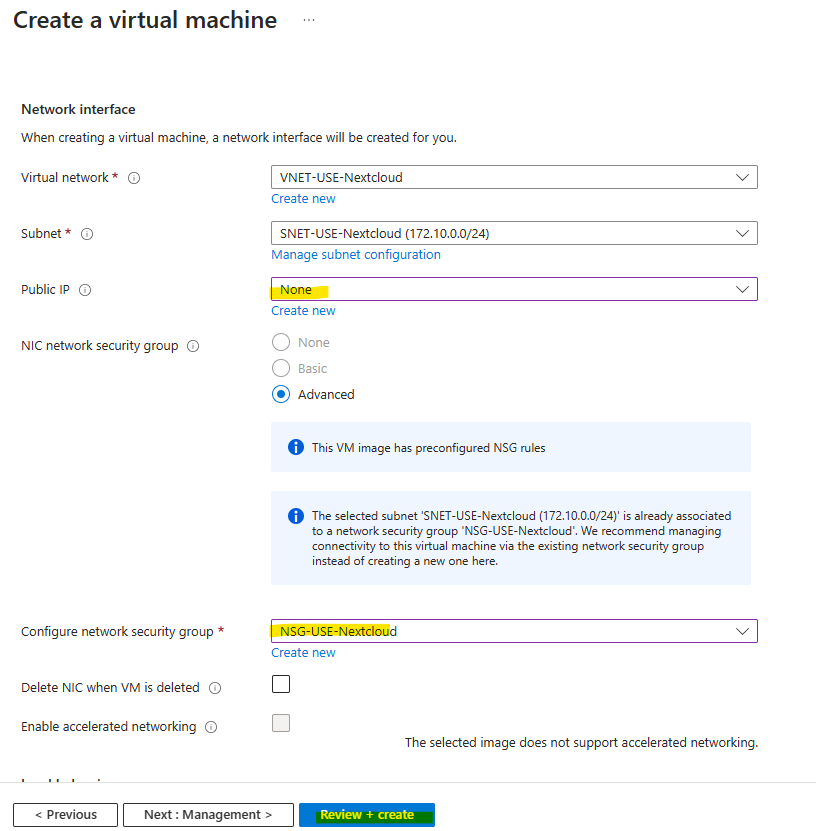 Create a virtual machine ...
Network interface
When creating a virtual machine, a network interface will be created for you.
Virtual network *
VNET-USE-Nextcloud
Create new
Subnet *
SNET-USE-Nextcloud (172.10.0.0/24)
Manage subnet configuration
Public IP
None
Create new
NIC network security group
None
Basic
Advanced
This VM image has preconfigured NSG rules
The selected subnet 'SNET-USE-Nextcloud (172.10.0.0/24)' is already associated
to a network security group 'NSG-USE-Nextcloud'. We recommend managing
connectivity to this virtual machine via the existing network security group
instead of creating a new one here.
Configure network security group *
NSG-USE-Nextcloud
Create new
Delete NIC when VM is deleted
Enable accelerated networking
The selected image does not support accelerated networking.
< Previous
Next : Management >
Review + create